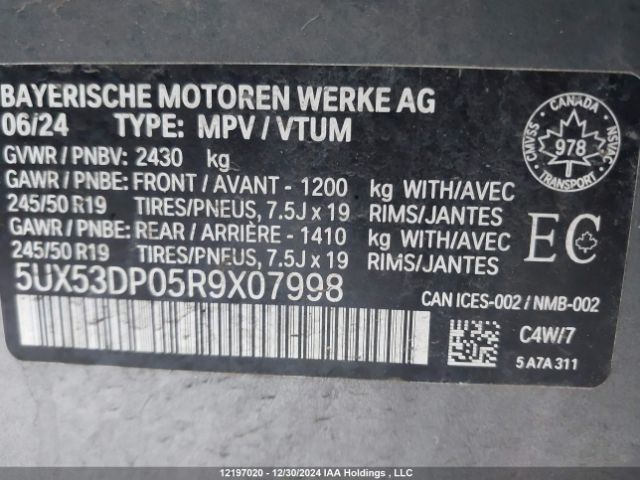 BAYERISCHE MOTOREN WERKE AG
06/24 TYPE: MPV / VTUM
GVWR / PNBV: 2430 kg
GAWR / PNBE: FRONT / AVANT - 1200 kg WITH/AVEC
245/50 R19 TIRES/PNEUS, 7.5J x 19 RIMS/JANTES
GAWR / PNBE: REAR / ARRIÈRE - 1410 kg WITH/AVEC
245/50 R19 TIRES/PNEUS, 7.5J x 19 RIMS/JANTES
5UX53DP05R9X07998
CANADA
CMVSS 978 NSVAC
TRANSPORT
EC
CAN ICES-002 / NMB-002
C4W/7
5 A7A 311
12197020 - 12/30/2024 IAA Holdings , LLC